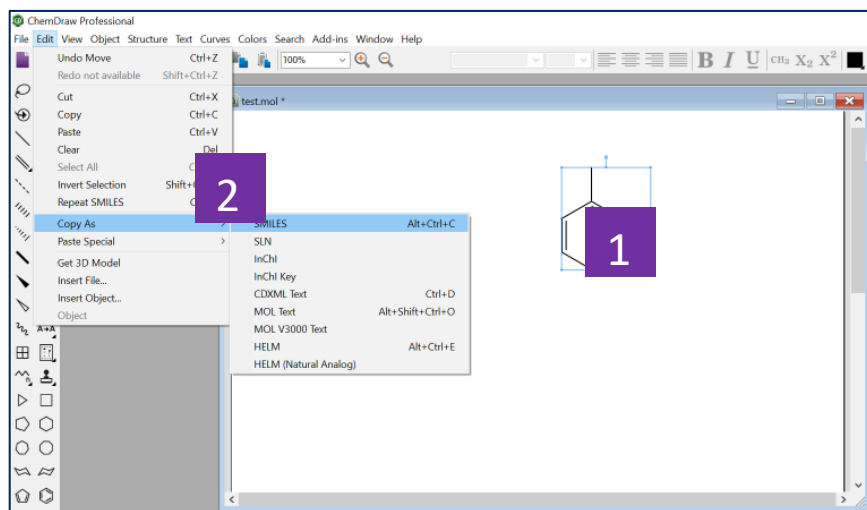 ChemDraw Professional
File Edit View Object Structure Text Curves Colors Search Add-ins Window Help
100%
B I U CH₂ X₂ X²
Undo Move Ctrl+Z
Redo not available Shift+Ctrl+Z
Cut Ctrl+X
Copy Ctrl+C
Paste Ctrl+V
Clear Del
Select All
Invert Selection
Repeat SMILES
Copy As
Paste Special
Get 3D Model
Insert File...
Insert Object...
Object
test.mol *
2
1
SMILES Alt+Ctrl+C
SLN
InChI
InChI Key
CDXML Text Ctrl+D
MOL Text Alt+Shift+Ctrl+O
MOL V3000 Text
HELM Alt+Ctrl+E
HELM (Natural Analog)
A+A